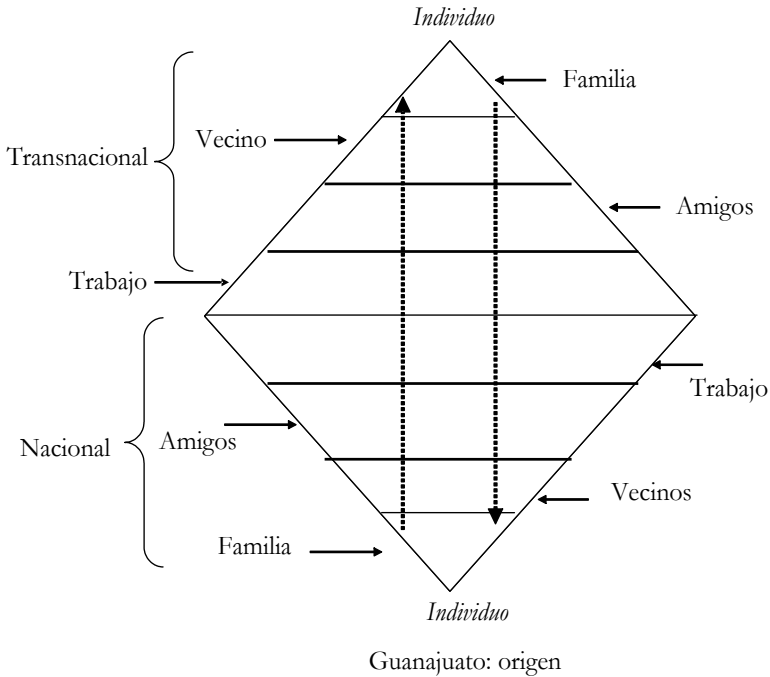 Individuo
Familia
Vecino
Transnacional
Amigos
Trabajo
Trabajo
Amigos
Nacional
Vecinos
Familia
Individuo
Guanajuato: origen